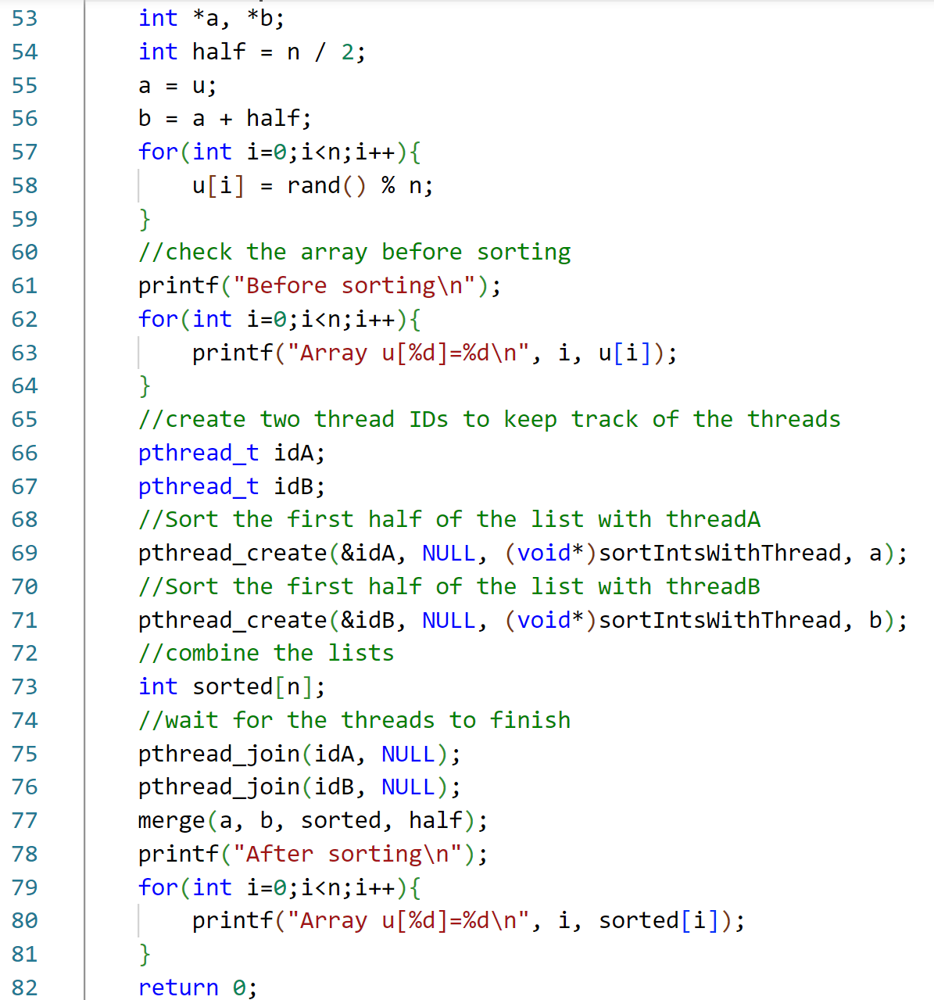 53 int *a, *b;
54 int half = n / 2;
55 a = u;
56 b = a + half;
57 for(int i=0;i<n;i++){
58 u[i] = rand() % n;
59 }
60 //check the array before sorting
61 printf("Before sorting\n");
62 for(int i=0;i<n;i++){
63 printf("Array u[%d]=%d\n", i, u[i]);
64 }
65 //create two thread IDs to keep track of the threads
66 pthread_t idA;
67 pthread_t idB;
68 //Sort the first half of the list with threadA
69 pthread_create(&idA, NULL, (void*)sortIntsWithThread, a);
70 //Sort the first half of the list with threadB
71 pthread_create(&idB, NULL, (void*)sortIntsWithThread, b);
72 //combine the lists
73 int sorted[n];
74 //wait for the threads to finish
75 pthread_join(idA, NULL);
76 pthread_join(idB, NULL);
77 merge(a, b, sorted, half);
78 printf("After sorting\n");
79 for(int i=0;i<n;i++){
80 printf("Array u[%d]=%d\n", i, sorted[i]);
81 }
82 return 0;